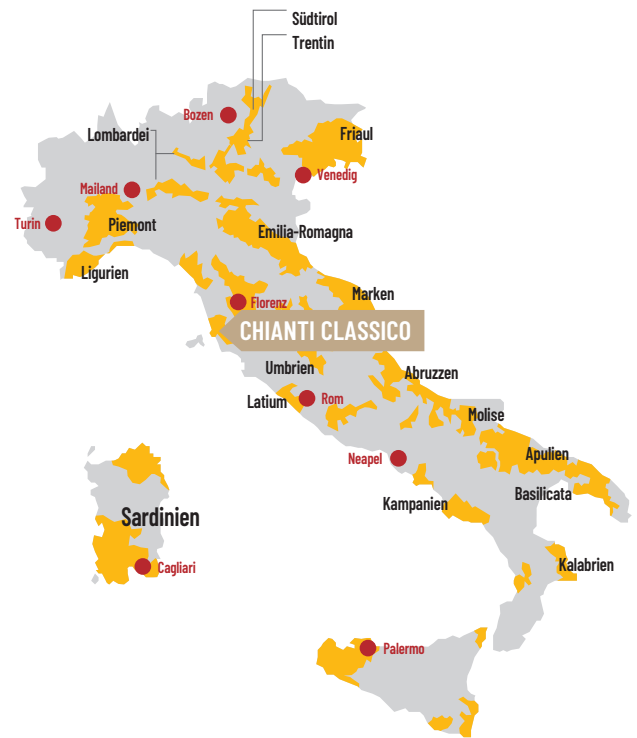 Südtirol
Trentin
Bozen
Lombardei
Friaul
Venedig
Mailand
Turin
Piemont
Emilia-Romagna
Ligurien
Marken
Florenz
CHIANTI CLASSICO
Umbrien
Abruzzen
Latium
Rom
Molise
Neapel
Apulien
Basilicata
Kampanien
Sardinien
Kalabrien
Cagliari
Palermo